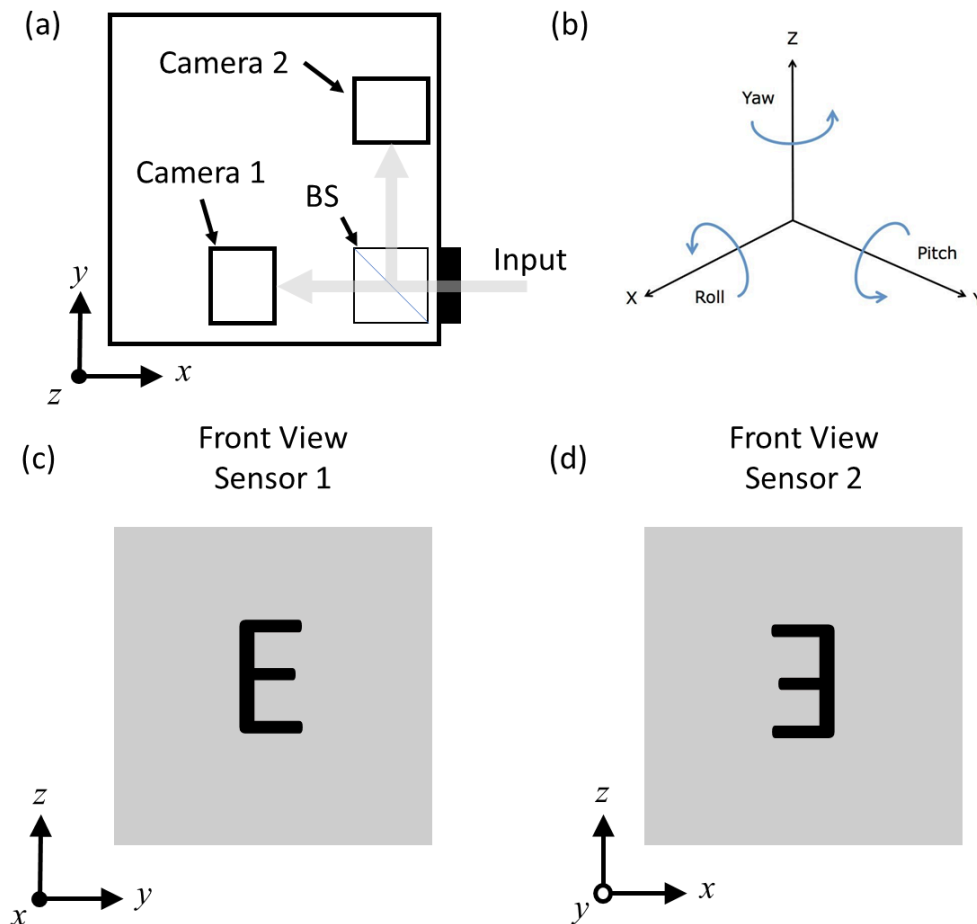 (a)
Camera 2
Camera 1
BS
Input
y
x
z
(b)
Z
Yaw
Pitch
X
Roll
Y
(c)
Front View
Sensor 1
E
z
x
y
(d)
Front View
Sensor 2
Ǝ
z
y
x